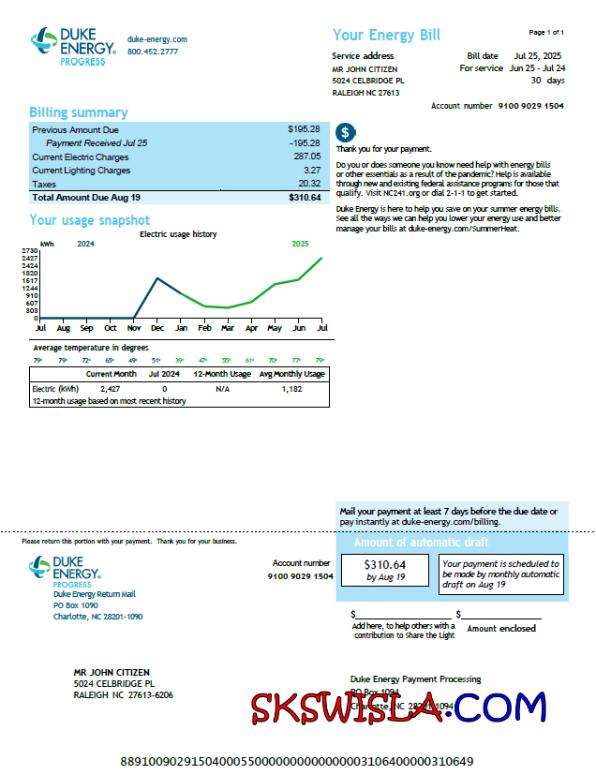 DUKE
ENERGY®
PROGRESS
duke-energy.com
800.452.2777
Your Energy Bill
Page 1 of 1
Service address
MR JOHN CITIZEN
5024 CELBRIDGE PL
RALEIGH NC 27613
Bill date Jul 25, 2025
For service Jun 25 - Jul 24
30 days
Account number 9100 9029 1504
Billing summary
Previous Amount Due $195.28
Payment Received Jul 25 -195.28
Current Electric Charges 287.05
Current Lighting Charges 3.27
Taxes 20.32
Total Amount Due Aug 19 $310.64
$
Thank you for your payment.
Do you or does someone you know need help with energy bills
or other essentials as a result of the pandemic? Help is available
through new and existing federal assistance programs for those that
qualify. Visit NC241.org or dial 2-1-1 to get started.
Duke Energy is here to help you save on your summer energy bills.
See all the ways we can help you lower your energy use and better
manage your bills at duke-energy.com/SummerHeat.
Your usage snapshot
Electric usage history
kWh 2024 2025
2730
2427
2424
1820
1517
1244
910
607
303
0
Jul Aug Sep Oct Nov Dec Jan Feb Mar Apr May Jun Jul
Average temperature in degrees
79° 79° 72° 65° 49° 51° 39° 47° 55° 61° 70° 77° 79°
Current Month Jul 2024 12-Month Usage Avg Monthly Usage
Electric (kWh) 2,427 0 N/A 1,182
12-month usage based on most recent history
Mail your payment at least 7 days before the due date or
pay instantly at duke-energy.com/billing.
Please return this portion with your payment. Thank you for your business.
Amount of automatic draft
DUKE
ENERGY®
PROGRESS
Duke Energy Return Mail
PO Box 1090
Charlotte, NC 28201-1090
Account number
9100 9029 1504
$310.64
by Aug 19
Your payment is scheduled to
be made by monthly automatic
draft on Aug 19
$ $
Add here, to help others with a
contribution to Share the Light
Amount enclosed
MR JOHN CITIZEN
5024 CELBRIDGE PL
RALEIGH NC 27613-6206
Duke Energy Payment Processing
PO Box 1094
Charlotte, NC 28201-1094
SKSWISLA.COM